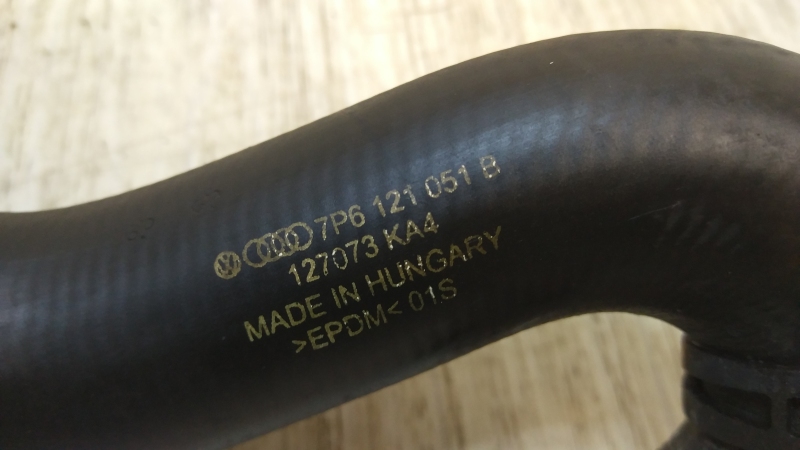 7P6 121 051 B
127073 KA4
MADE IN HUNGARY
>EPDM< 01S